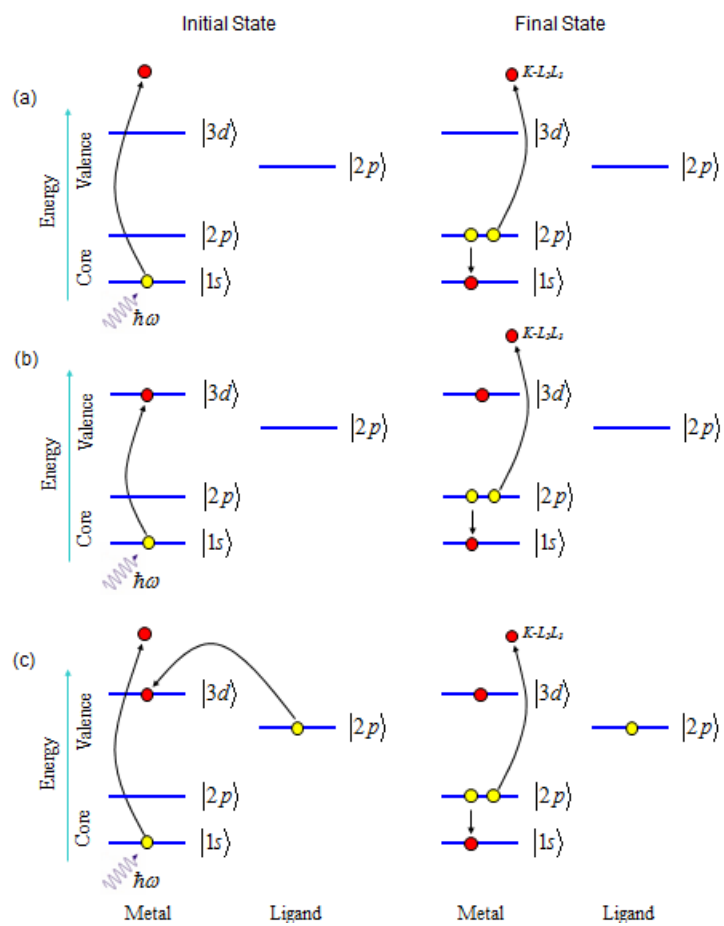 Initial State Final State
(a)
K-L₂L₃
Energy
Valence
Core
|3d⟩ |2p⟩ |3d⟩ |2p⟩
|2p⟩ |2p⟩
|1s⟩ |1s⟩
ħω
(b)
K-L₂L₃
Energy
Valence
Core
|3d⟩ |2p⟩ |3d⟩ |2p⟩
|2p⟩ |2p⟩
|1s⟩ |1s⟩
ħω
(c)
K-L₂L₃
Energy
Valence
Core
|3d⟩ |2p⟩ |3d⟩ |2p⟩
|2p⟩ |2p⟩
|1s⟩ |1s⟩
ħω
Metal Ligand Metal Ligand